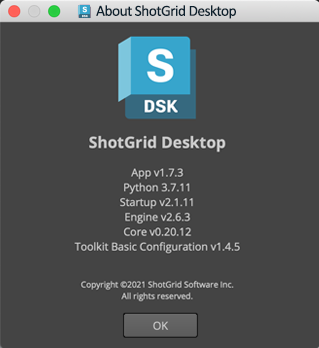 About ShotGrid Desktop
S
DSK
ShotGrid Desktop
App v1.7.3
Python 3.7.11
Startup v2.1.11
Engine v2.6.3
Core v0.20.12
Toolkit Basic Configuration v1.4.5
Copyright ©2021 ShotGrid Software Inc.
All rights reserved.
OK